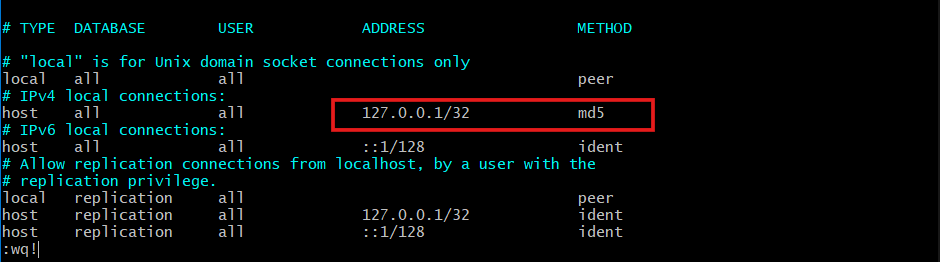 # TYPE  DATABASE        USER            ADDRESS                 METHOD
# "local" is for Unix domain socket connections only
local   all             all                                     peer
# IPv4 local connections:
host    all             all             127.0.0.1/32            md5
# IPv6 local connections:
host    all             all             ::1/128                 ident
# Allow replication connections from localhost, by a user with the
# replication privilege.
local   replication     all                                     peer
host    replication     all             127.0.0.1/32            ident
host    replication     all             ::1/128                 ident
:wq!